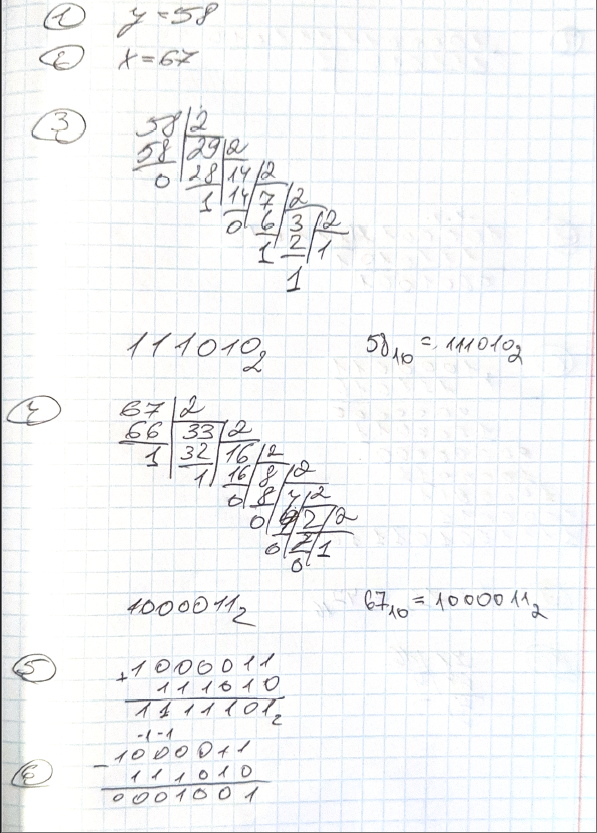 1 y=58
2 x=67
3 58 2
58 29 2
0 28 14 2
1 14 7 2
0 6 3 2
1 2 1
1
111010₂ 58₁₀ = 111010₂
4 67 2
66 33 2
1 32 16 2
1 16 8 2
0 8 4 2
0 4 2 2
0 2 1
0
1000011₂ 67₁₀ = 1000011₂
5 + 1000011
111010
1111101₂
-1 -1
6 - 1000011
111010
0001001